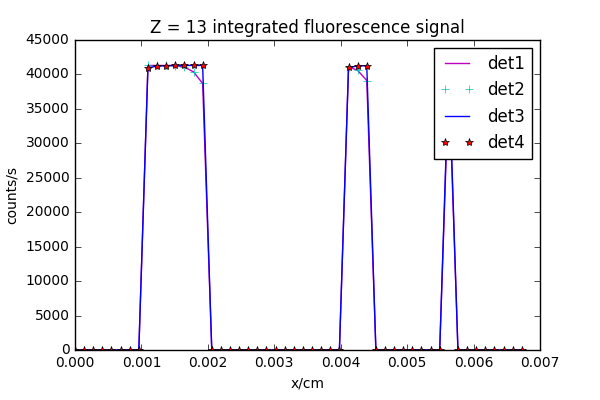 Z = 13 integrated fluorescence signal
45000
40000
35000
30000
25000
20000
15000
10000
5000
0
counts/s
det1
det2
det3
det4
0.000 0.001 0.002 0.003 0.004 0.005 0.006 0.007
x/cm